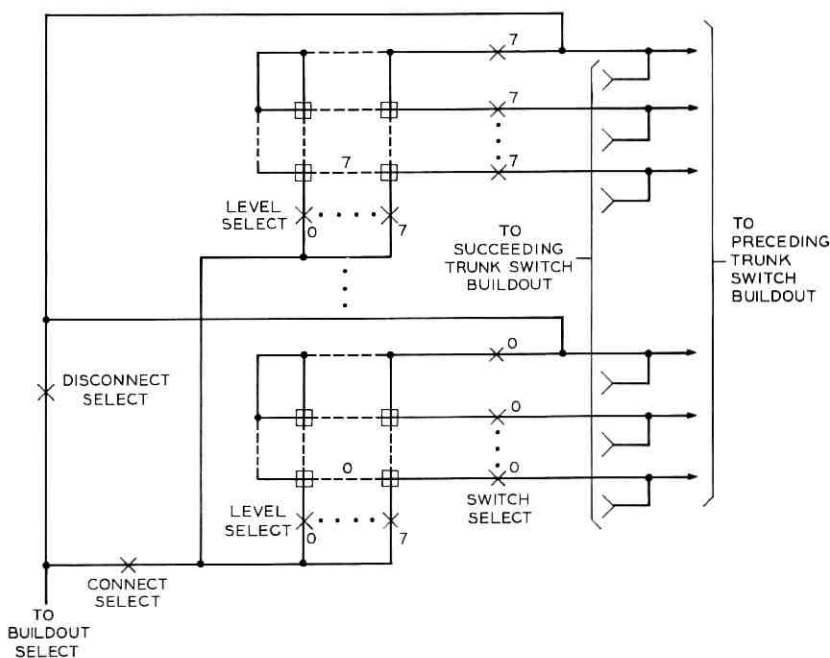 7
7
7
7
LEVEL
SELECT
0
7
TO
SUCCEEDING
TRUNK SWITCH
BUILDOUT
TO
PRECEDING
TRUNK
SWITCH
BUILDOUT
DISCONNECT
SELECT
0
0
0
0
LEVEL
SELECT
0
7
SWITCH
SELECT
CONNECT
SELECT
TO
BUILDOUT
SELECT